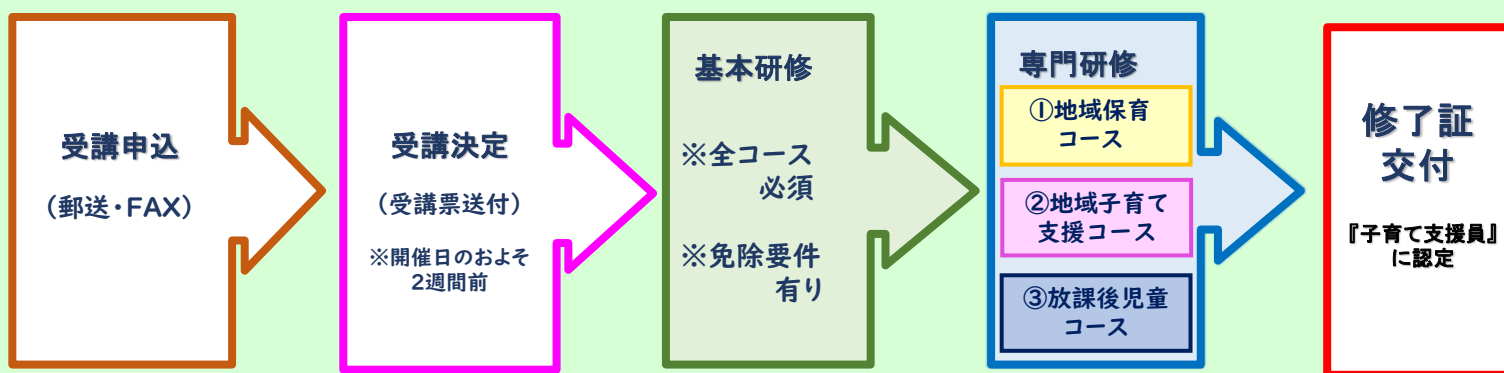 受講申込
（郵送・FAX）
受講決定
（受講票送付）
※開催日のおよそ
2週間前
基本研修
※全コース
必須
※免除要件
有り
専門研修
①地域保育
コース
②地域子育て
支援コース
③放課後児童
コース
修了証
交付
『子育て支援員』
に認定